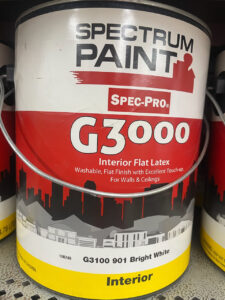 SPECTRUM
PAINT
SPEC-PRO®
G3000
Interior Flat Latex
Washable, Flat Finish with Excellent Touch-up
For Walls & Ceilings
G3100 901 Bright White
Interior